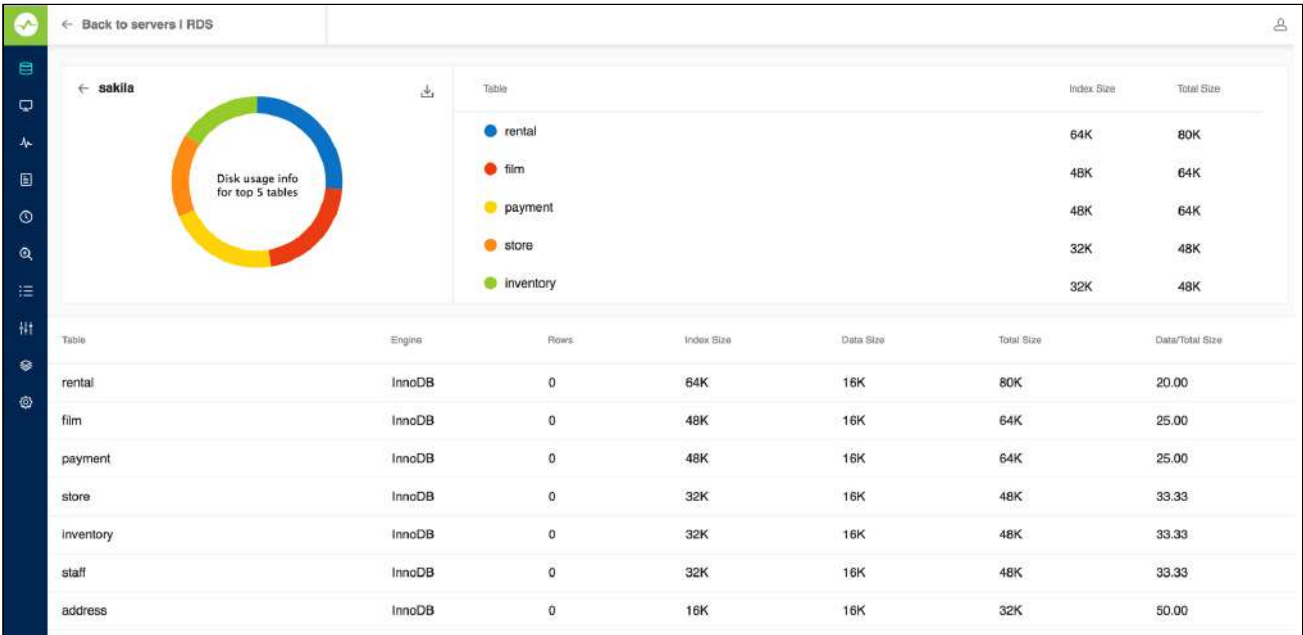 ← Back to servers | RDS
← sakila
Disk usage info
for top 5 tables
Table Index Size Total Size
rental 64K 80K
film 48K 64K
payment 48K 64K
store 32K 48K
inventory 32K 48K
Table Engine Rows Index Size Data Size Total Size Data/Total Size
rental InnoDB 0 64K 16K 80K 20.00
film InnoDB 0 48K 16K 64K 25.00
payment InnoDB 0 48K 16K 64K 25.00
store InnoDB 0 32K 16K 48K 33.33
inventory InnoDB 0 32K 16K 48K 33.33
staff InnoDB 0 32K 16K 48K 33.33
address InnoDB 0 16K 16K 32K 50.00